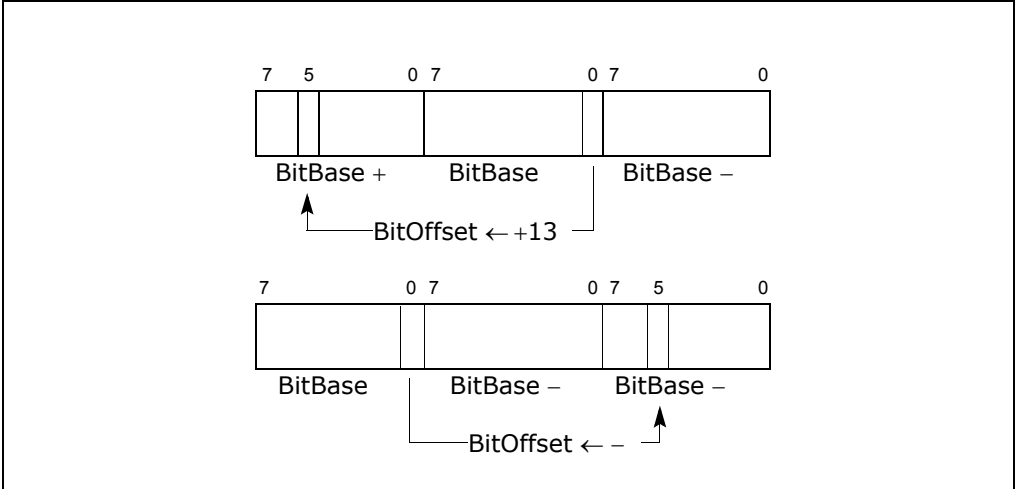 7 5 0 7 0 7 0
BitBase + BitBase BitBase −
BitOffset ← +13
7 0 7 0 7 5 0
BitBase BitBase − BitBase −
BitOffset ← −